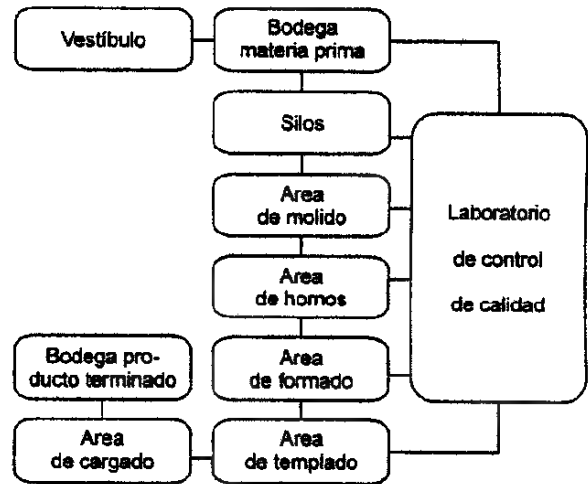 Vestíbulo
Bodega
materia prima
Silos
Area
de molido
Laboratorio
de control
de calidad
Area
de hornos
Bodega pro-
ducto terminado
Area
de formado
Area
de cargado
Area
de templado